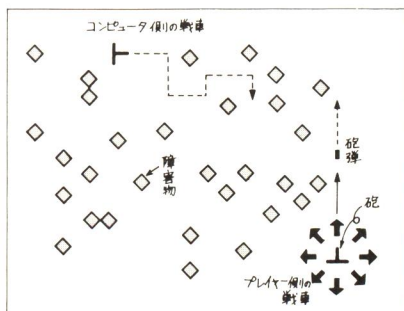 コンピュータ側の戦車
障害物
砲弾
砲
プレイヤー側の
戦車